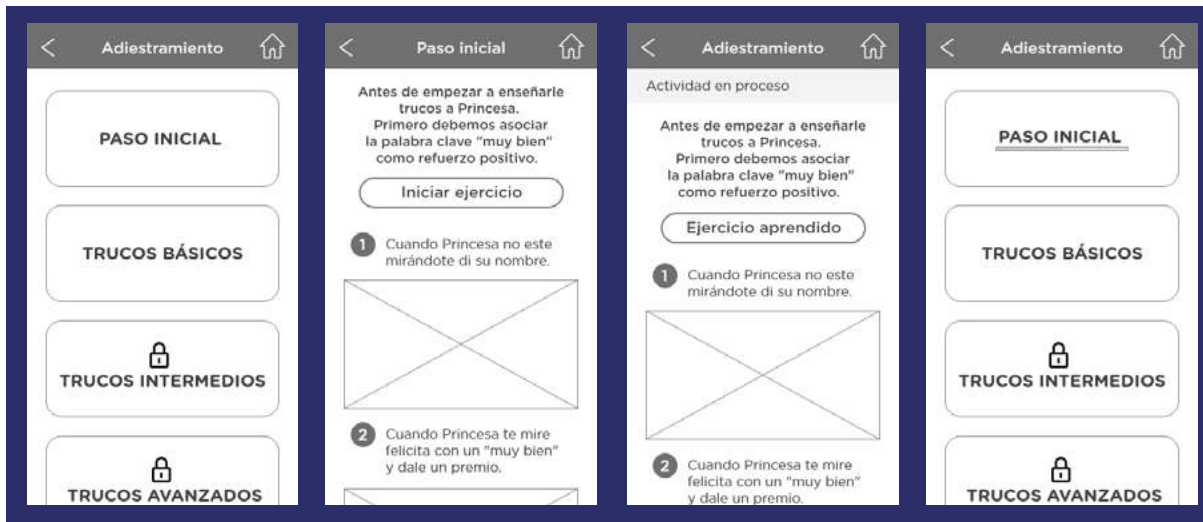 Adiestramiento
PASO INICIAL
TRUCOS BÁSICOS
TRUCOS INTERMEDIOS
TRUCOS AVANZADOS
Paso inicial
Antes de empezar a enseñarle
trucos a Princesa.
Primero debemos asociar
la palabra clave "muy bien"
como refuerzo positivo.
Iniciar ejercicio
1 Cuando Princesa no este
mirándote di su nombre.
2 Cuando Princesa te mire
felicita con un "muy bien"
y dale un premio.
Adiestramiento
Actividad en proceso
Antes de empezar a enseñarle
trucos a Princesa.
Primero debemos asociar
la palabra clave "muy bien"
como refuerzo positivo.
Ejercicio aprendido
1 Cuando Princesa no este
mirándote di su nombre.
2 Cuando Princesa te mire
felicita con un "muy bien"
y dale un premio.
Adiestramiento
PASO INICIAL
TRUCOS BÁSICOS
TRUCOS INTERMEDIOS
TRUCOS AVANZADOS